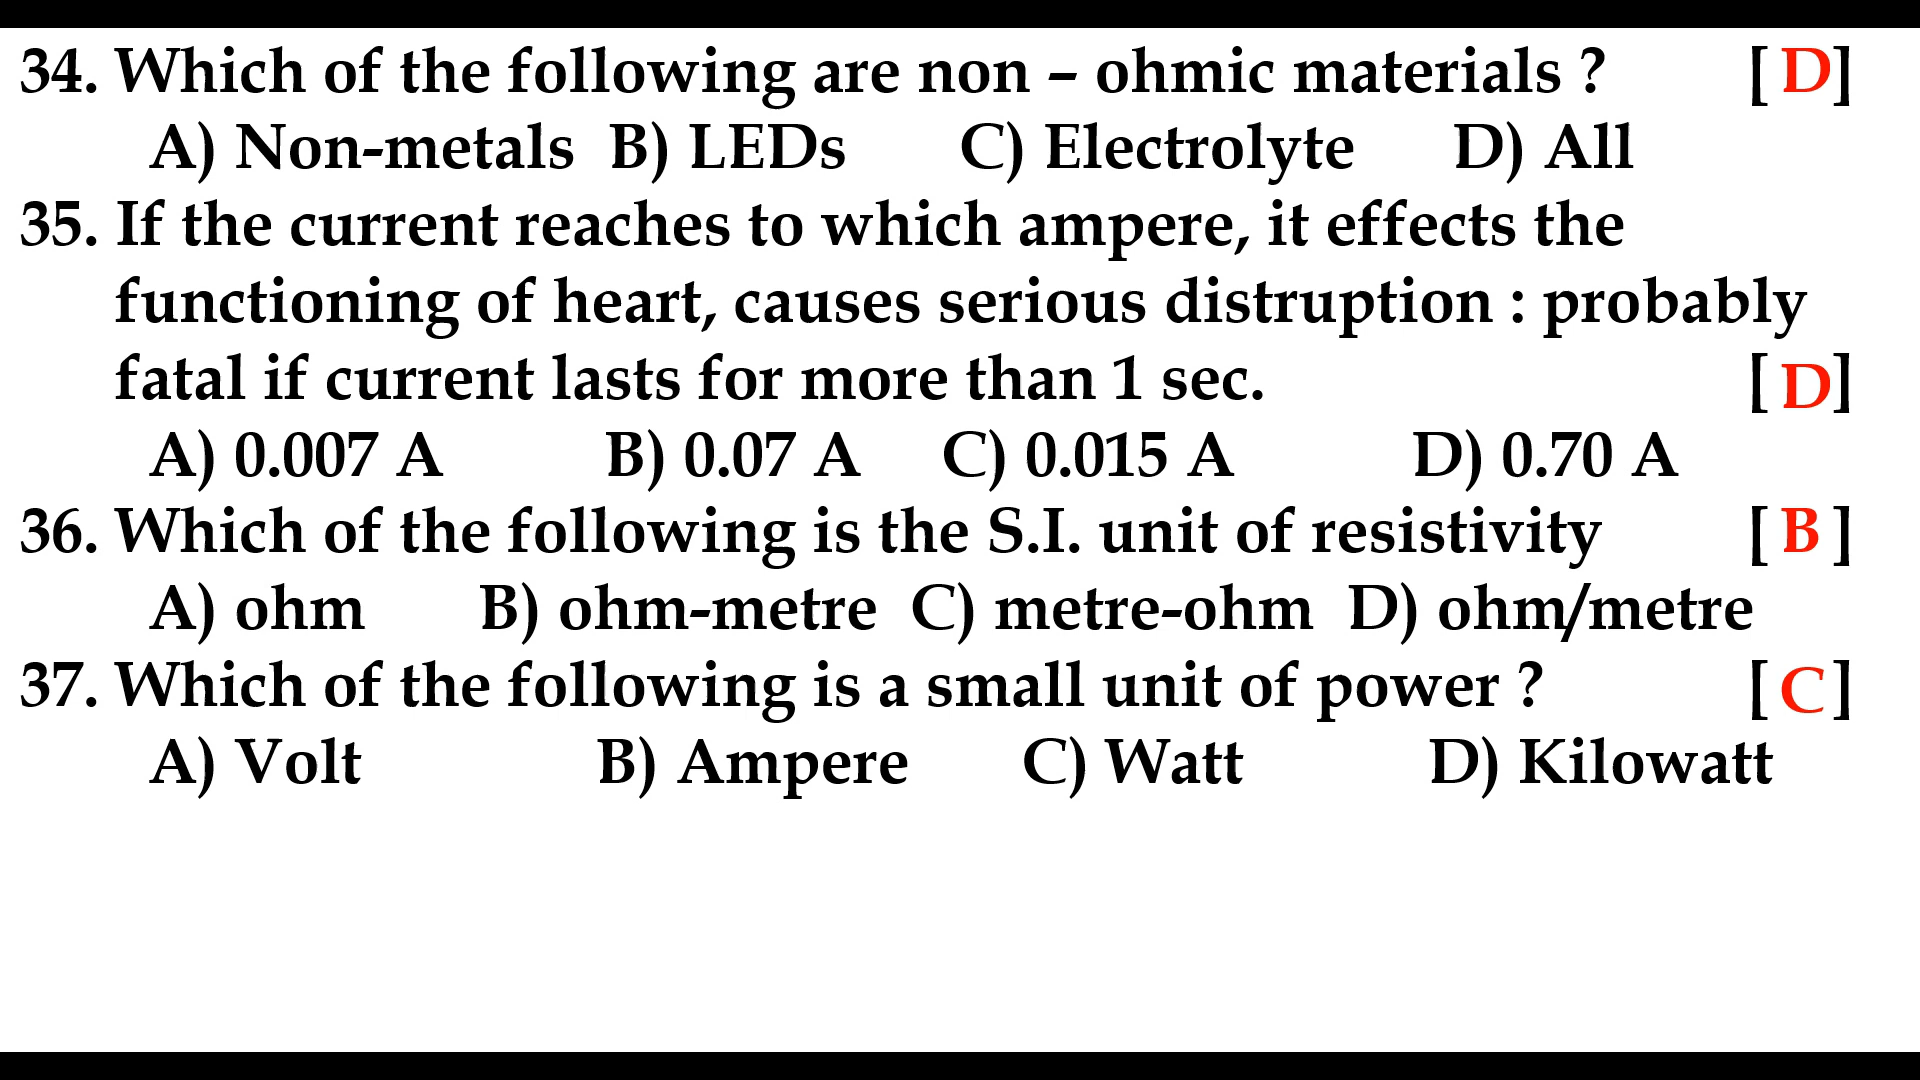 34. Which of the following are non – ohmic materials ? [ D]
A) Non-metals B) LEDs C) Electrolyte D) All
35. If the current reaches to which ampere, it effects the
functioning of heart, causes serious distruption : probably
fatal if current lasts for more than 1 sec. [ D]
A) 0.007 A B) 0.07 A C) 0.015 A D) 0.70 A
36. Which of the following is the S.I. unit of resistivity [ B ]
A) ohm B) ohm-metre C) metre-ohm D) ohm/metre
37. Which of the following is a small unit of power ? [ C ]
A) Volt B) Ampere C) Watt D) Kilowatt